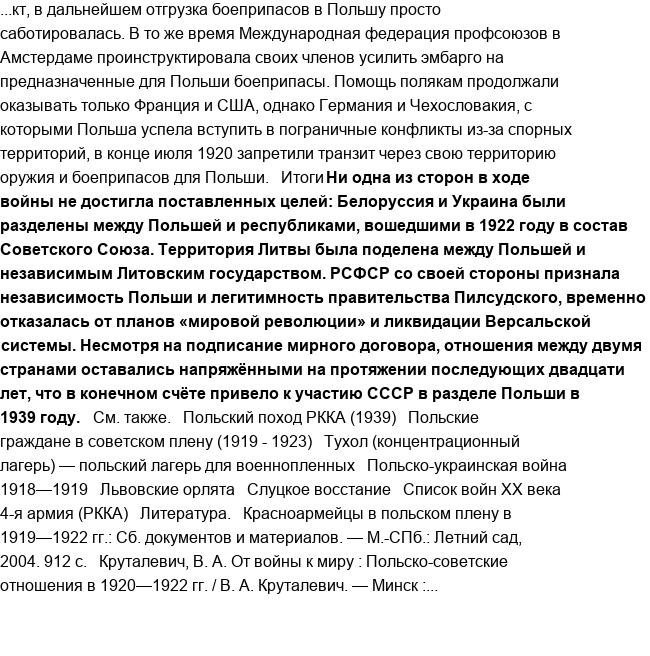 ...кт, в дальнейшем отгрузка боеприпасов в Польшу просто
саботировалась. В то же время Международная федерация профсоюзов в
Амстердаме проинструктировала своих членов усилить эмбарго на
предназначенные для Польши боеприпасы. Помощь полякам продолжали
оказывать только Франция и США, однако Германия и Чехословакия, с
которыми Польша успела вступить в пограничные конфликты из-за спорных
территорий, в конце июля 1920 запретили транзит через свою территорию
оружия и боеприпасов для Польши. Итоги Ни одна из сторон в ходе
войны не достигла поставленных целей: Белоруссия и Украина были
разделены между Польшей и республиками, вошедшими в 1922 году в состав
Советского Союза. Территория Литвы была поделена между Польшей и
независимым Литовским государством. РСФСР со своей стороны признала
независимость Польши и легитимность правительства Пилсудского, временно
отказалась от планов «мировой революции» и ликвидации Версальской
системы. Несмотря на подписание мирного договора, отношения между двумя
странами оставались напряжёнными на протяжении последующих двадцати
лет, что в конечном счёте привело к участию СССР в разделе Польши в
1939 году. См. также. Польский поход РККА (1939) Польские
граждане в советском плену (1919 - 1923) Тухол (концентрационный
лагерь) — польский лагерь для военнопленных Польско-украинская война
1918—1919 Львовские орлята Слуцкое восстание Список войн XX века
4-я армия (РККА) Литература. Красноармейцы в польском плену в
1919—1922 гг.: Сб. документов и материалов. — М.-СПб.: Летний сад,
2004. 912 с. Круталевич, В. А. От войны к миру : Польско-советские
отношения в 1920—1922 гг. / В. А. Круталевич. — Минск :...